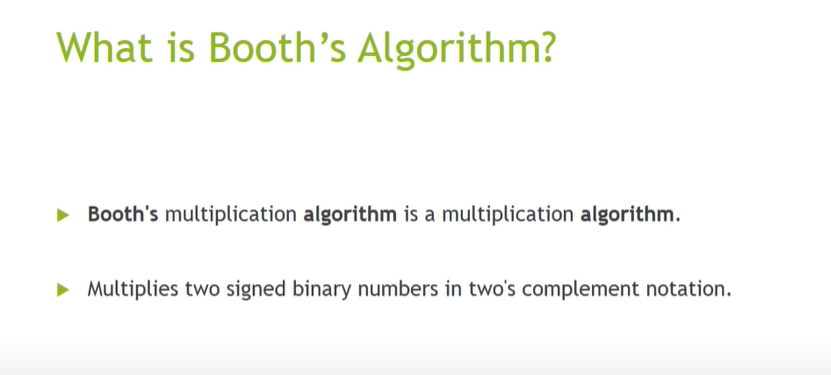 What is Booth’s Algorithm?
Booth's multiplication algorithm is a multiplication algorithm.
Multiplies two signed binary numbers in two's complement notation.